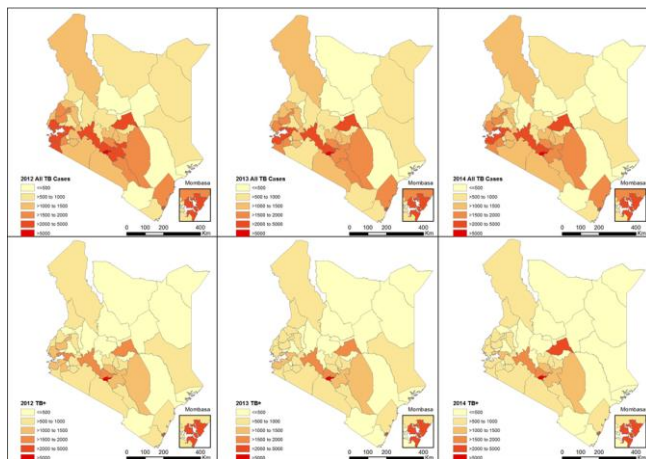 Mombasa
2012 All TB Cases
<=500
>500 to 1000
>1000 to 1500
>1500 to 2000
>2000 to 5000
>5000
0 100 200 400
Km
Mombasa
2013 All TB Cases
<=500
>500 to 1000
>1000 to 1500
>1500 to 2000
>2000 to 5000
>5000
0 100 200 400
Km
Mombasa
2014 All TB Cases
<=500
>500 to 1000
>1000 to 1500
>1500 to 2000
>2000 to 5000
>5000
0 100 200 400
Km
Mombasa
2012 TB+
<=500
>500 to 1000
>1000 to 1500
>1500 to 2000
>2000 to 5000
>5000
0 100 200 400
Km
Mombasa
2013 TB+
<=500
>500 to 1000
>1000 to 1500
>1500 to 2000
>2000 to 5000
>5000
0 100 200 400
Km
Mombasa
2014 TB+
<=500
>500 to 1000
>1000 to 1500
>1500 to 2000
>2000 to 5000
>5000
0 100 200 400
Km